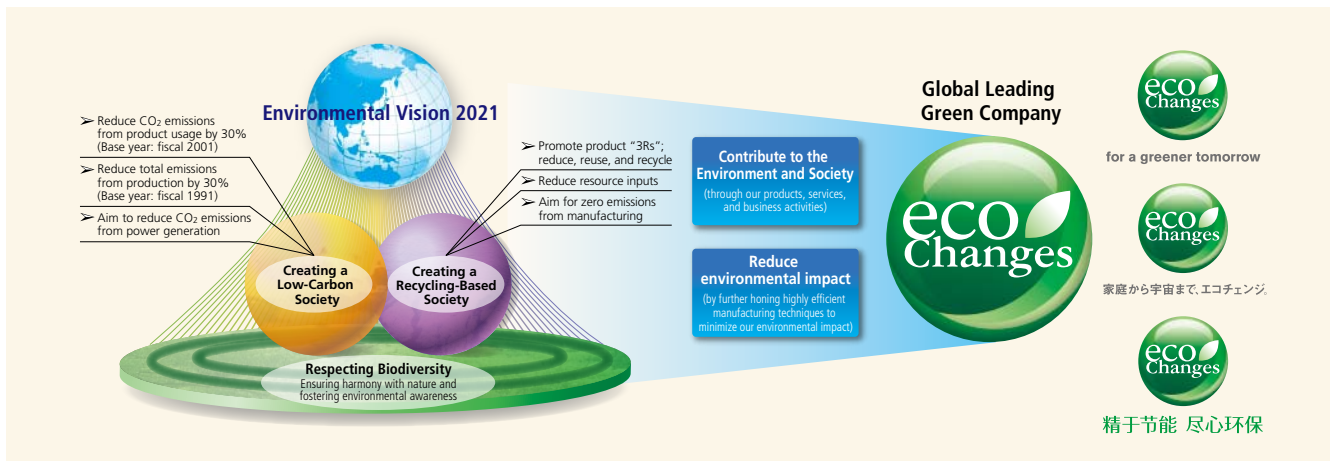 Environmental Vision 2021
➢ Reduce CO₂ emissions
from product usage by 30%
(Base year: fiscal 2001)
➢ Reduce total emissions
from production by 30%
(Base year: fiscal 1991)
➢ Aim to reduce CO₂ emissions
from power generation
➢ Promote product “3Rs”;
reduce, reuse, and recycle
➢ Reduce resource inputs
➢ Aim for zero emissions
from manufacturing
Creating a
Low-Carbon
Society
Creating a
Recycling-Based
Society
Respecting Biodiversity
Ensuring harmony with nature and
fostering environmental awareness
Contribute to the
Environment and Society
(through our products, services,
and business activities)
Reduce
environmental impact
(by further honing highly efficient
manufacturing techniques to
minimize our environmental impact)
Global Leading
Green Company
eco
Changes
eco
Changes
for a greener tomorrow
eco
Changes
家庭から宇宙まで、エコチェンジ。
eco
Changes
精于节能 尽心环保